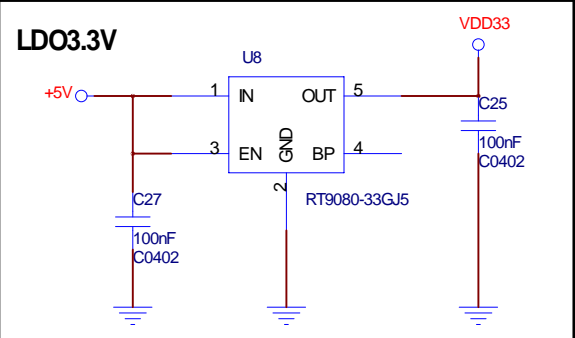 LDO3.3V
VDD33
U8
+5V
1
IN
OUT
5
C25
100nF
C0402
3
EN
GND
BP
4
2
RT9080-33GJ5
C27
100nF
C0402